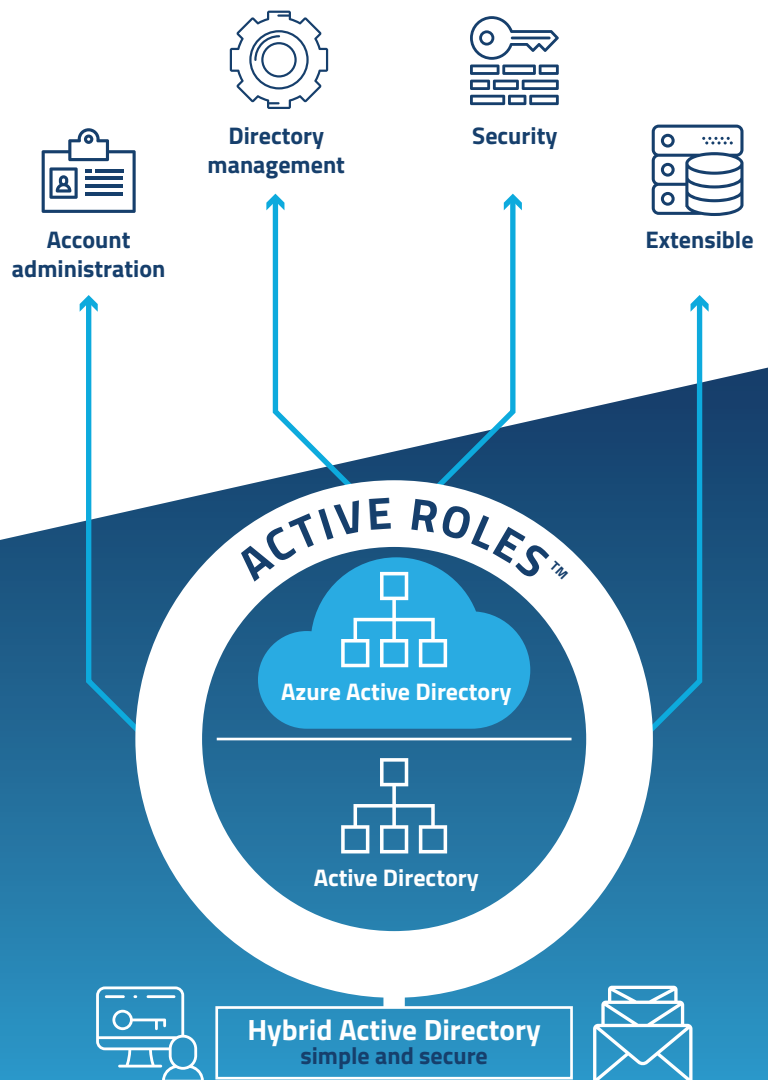 Directory
management
Security
Account
administration
Extensible
ACTIVE ROLES™
Azure Active Directory
Active Directory
Hybrid Active Directory
simple and secure